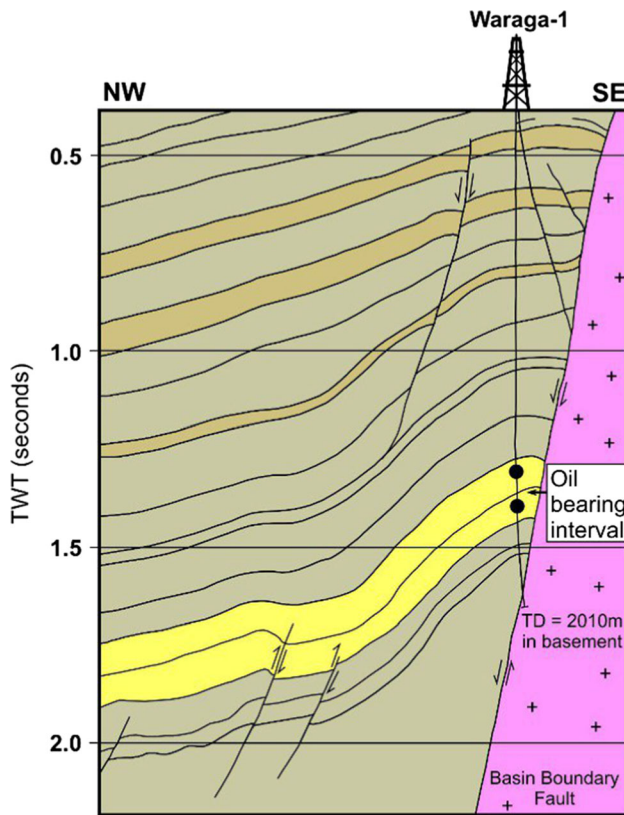 Waraga-1
NW
SE
0.5
1.0
1.5
2.0
TWT (seconds)
Oil
bearing
interval
TD = 2010m
in basement
Basin Boundary
Fault